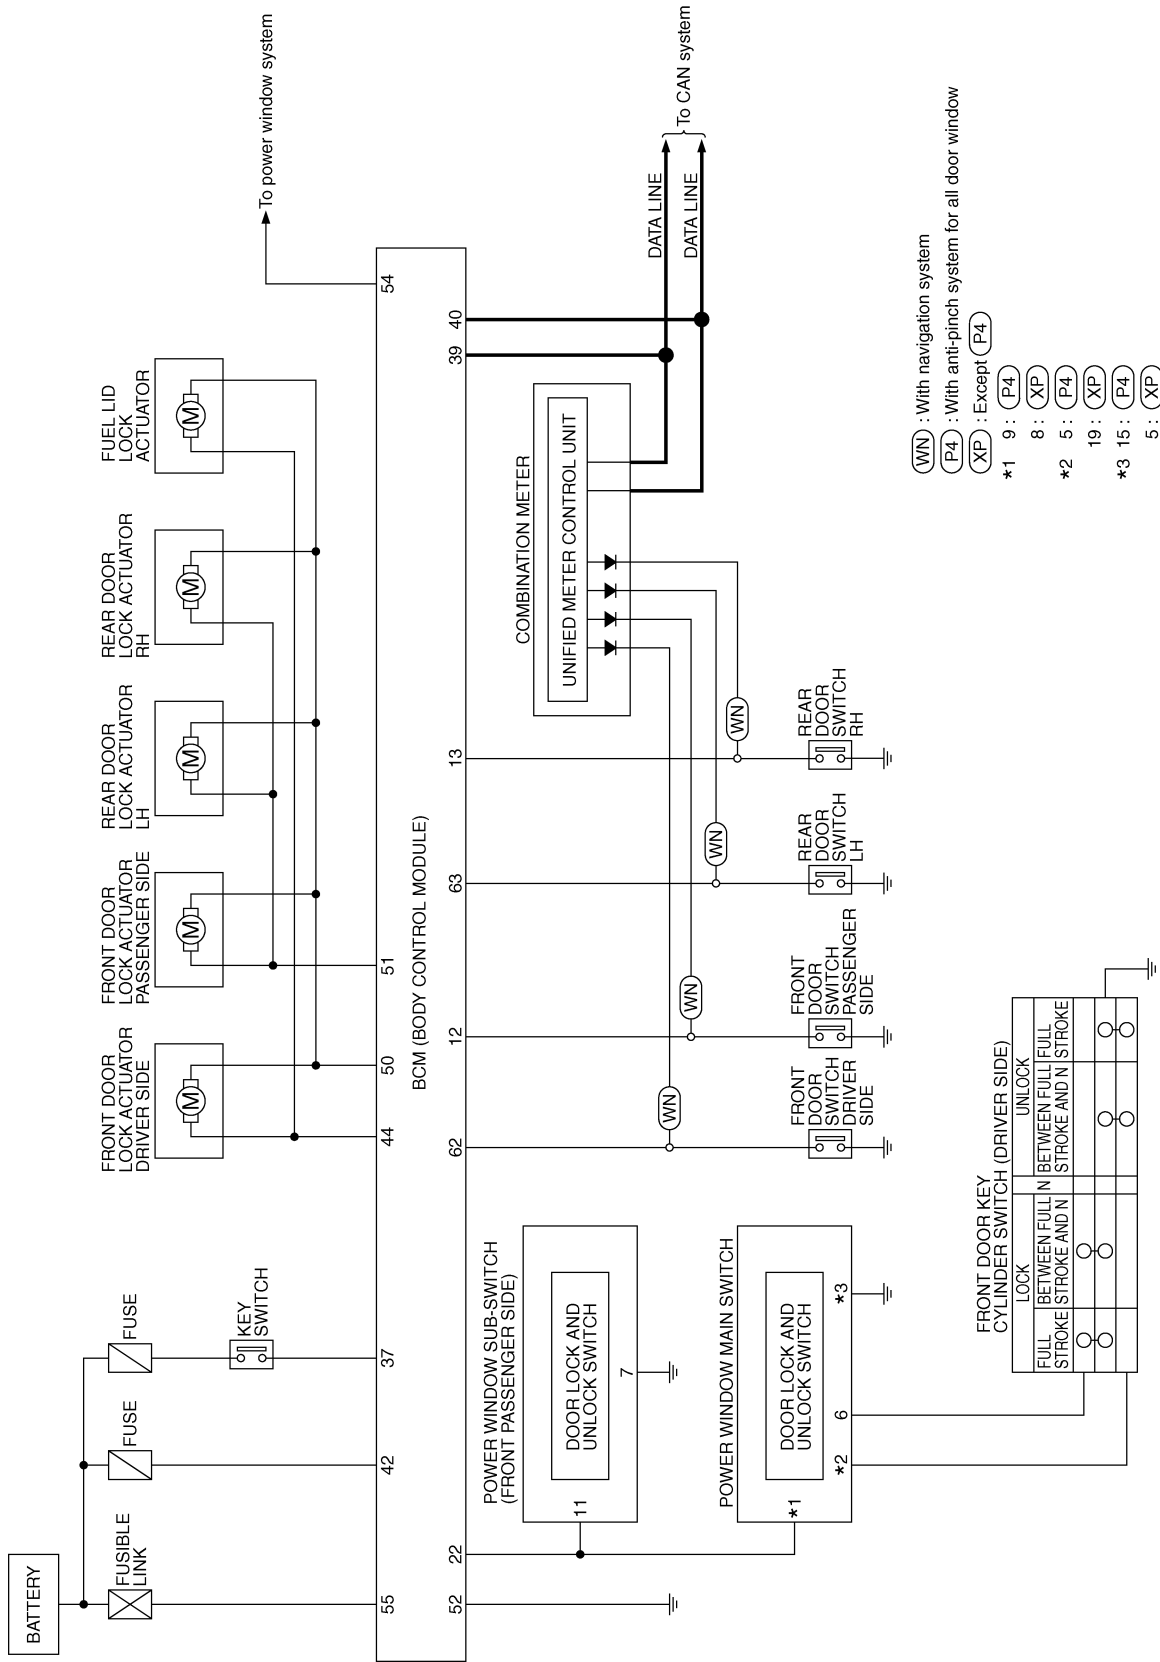 BATTERY
FUSIBLE
LINK
FUSE
FUSE
KEY
SWITCH
FRONT DOOR
LOCK ACTUATOR
DRIVER SIDE
FRONT DOOR
LOCK ACTUATOR
PASSENGER SIDE
REAR DOOR
LOCK ACTUATOR
LH
REAR DOOR
LOCK ACTUATOR
RH
FUEL LID
LOCK
ACTUATOR
M
M
M
M
M
To power window system
55
42
37
44
50
51
54
BCM (BODY CONTROL MODULE)
52
22
62
12
63
13
39
40
POWER WINDOW SUB-SWITCH
(FRONT PASSENGER SIDE)
DOOR LOCK AND
UNLOCK SWITCH
11
7
POWER WINDOW MAIN SWITCH
DOOR LOCK AND
UNLOCK SWITCH
*1
*2
6
*3
COMBINATION METER
UNIFIED METER CONTROL UNIT
DATA LINE
DATA LINE
To CAN system
WN
WN
WN
WN
FRONT
DOOR
SWITCH
DRIVER
SIDE
FRONT
DOOR
SWITCH
PASSENGER
SIDE
REAR
DOOR
SWITCH
LH
REAR
DOOR
SWITCH
RH
FRONT DOOR KEY
CYLINDER SWITCH (DRIVER SIDE)
LOCK
N
UNLOCK
FULL
STROKE
BETWEEN FULL
STROKE AND N
BETWEEN FULL
STROKE AND N
FULL
STROKE
WN : With navigation system
P4 : With anti-pinch system for all door window
XP : Except P4
*1 9 : P4
8 : XP
*2 5 : P4
19 : XP
*3 15 : P4
5 : XP